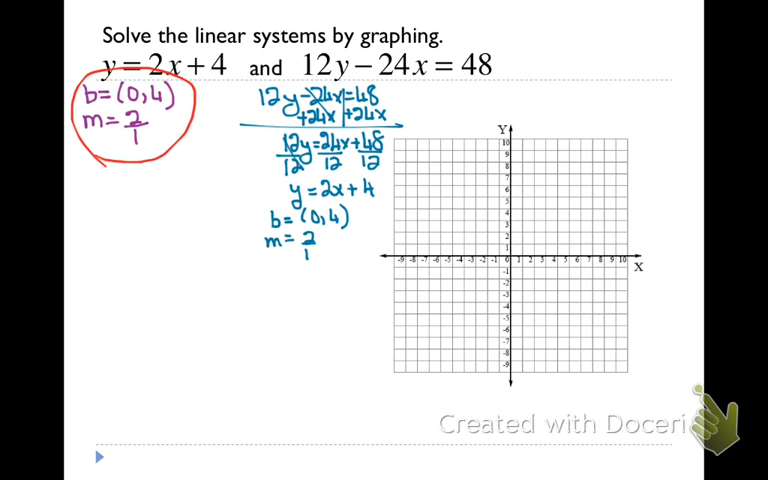 Solve the linear systems by graphing.
y = 2x + 4 and 12y − 24x = 48
b = (0,4)
m = 2/1
12y - 24x = 48
+24x +24x
12y = 24x + 48
12 12 12
y = 2x + 4
b = (0,4)
m = 2/1
Y
10
9
8
7
6
5
4
3
2
1
-9 -8 -7 -6 -5 -4 -3 -2 -1 0 1 2 3 4 5 6 7 8 9 10
X
-1
-2
-3
-4
-5
-6
-7
-8
-9
Created with Doceri